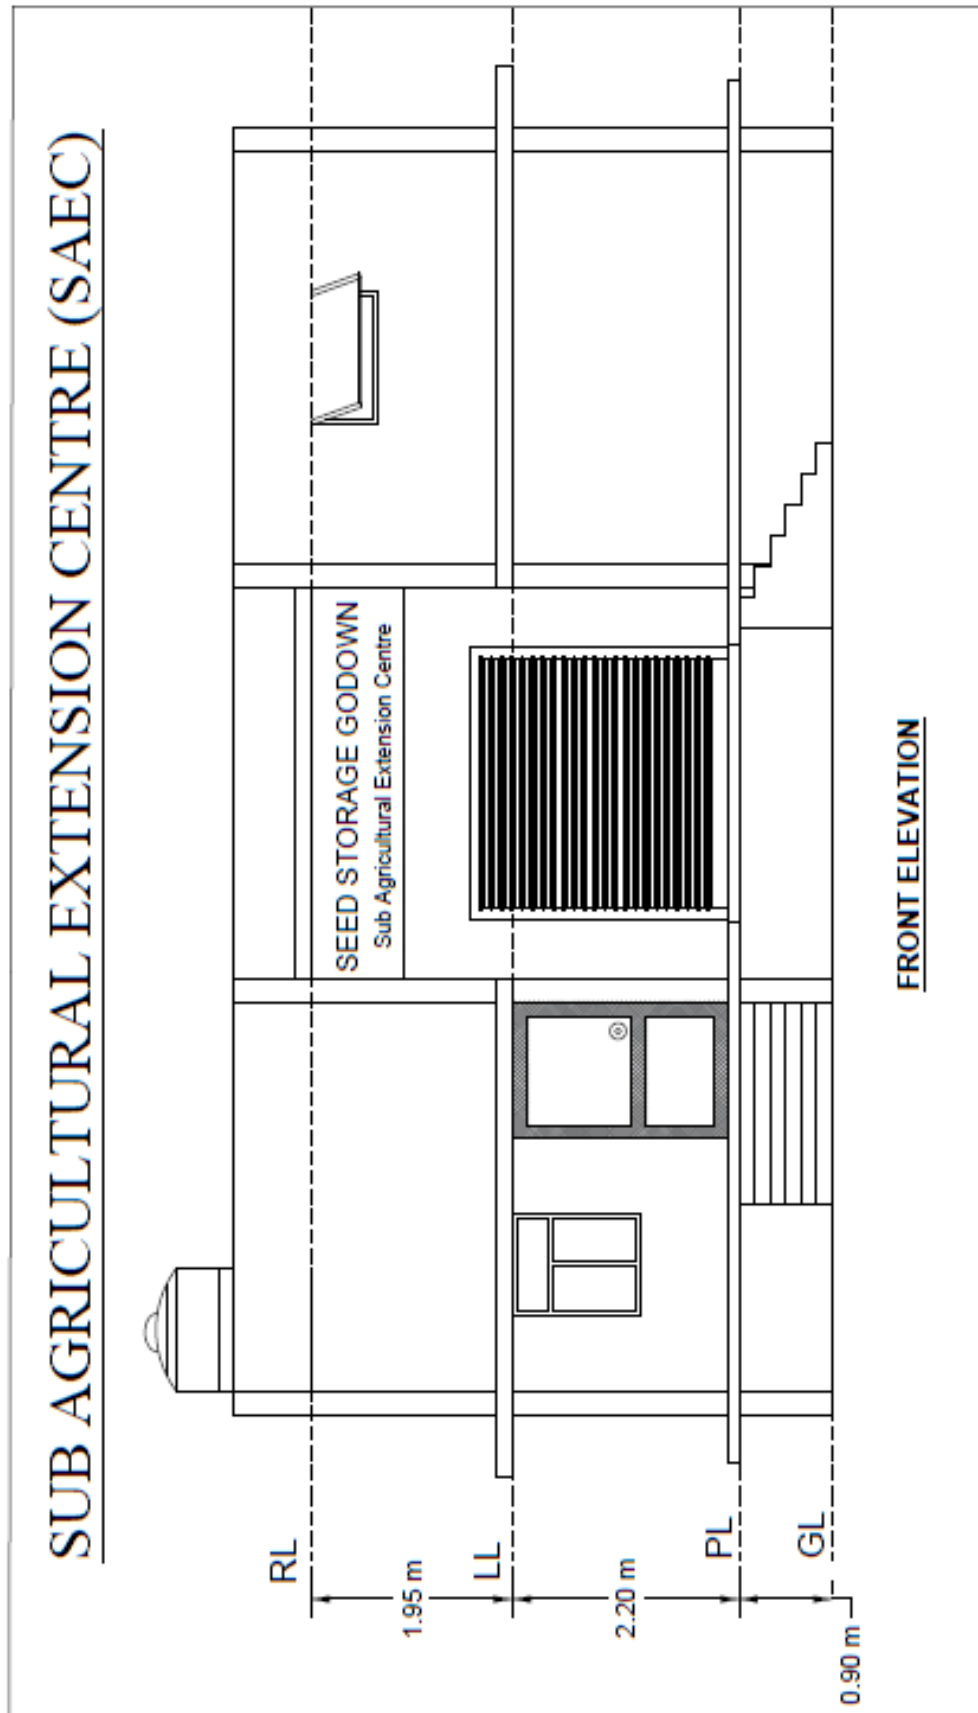 SUB AGRICULTURAL EXTENSION CENTRE (SAEC)
RL
1.95 m
LL
SEED STORAGE GODOWN
Sub Agricultural Extension Centre
2.20 m
PL
GL
0.90 m
FRONT ELEVATION